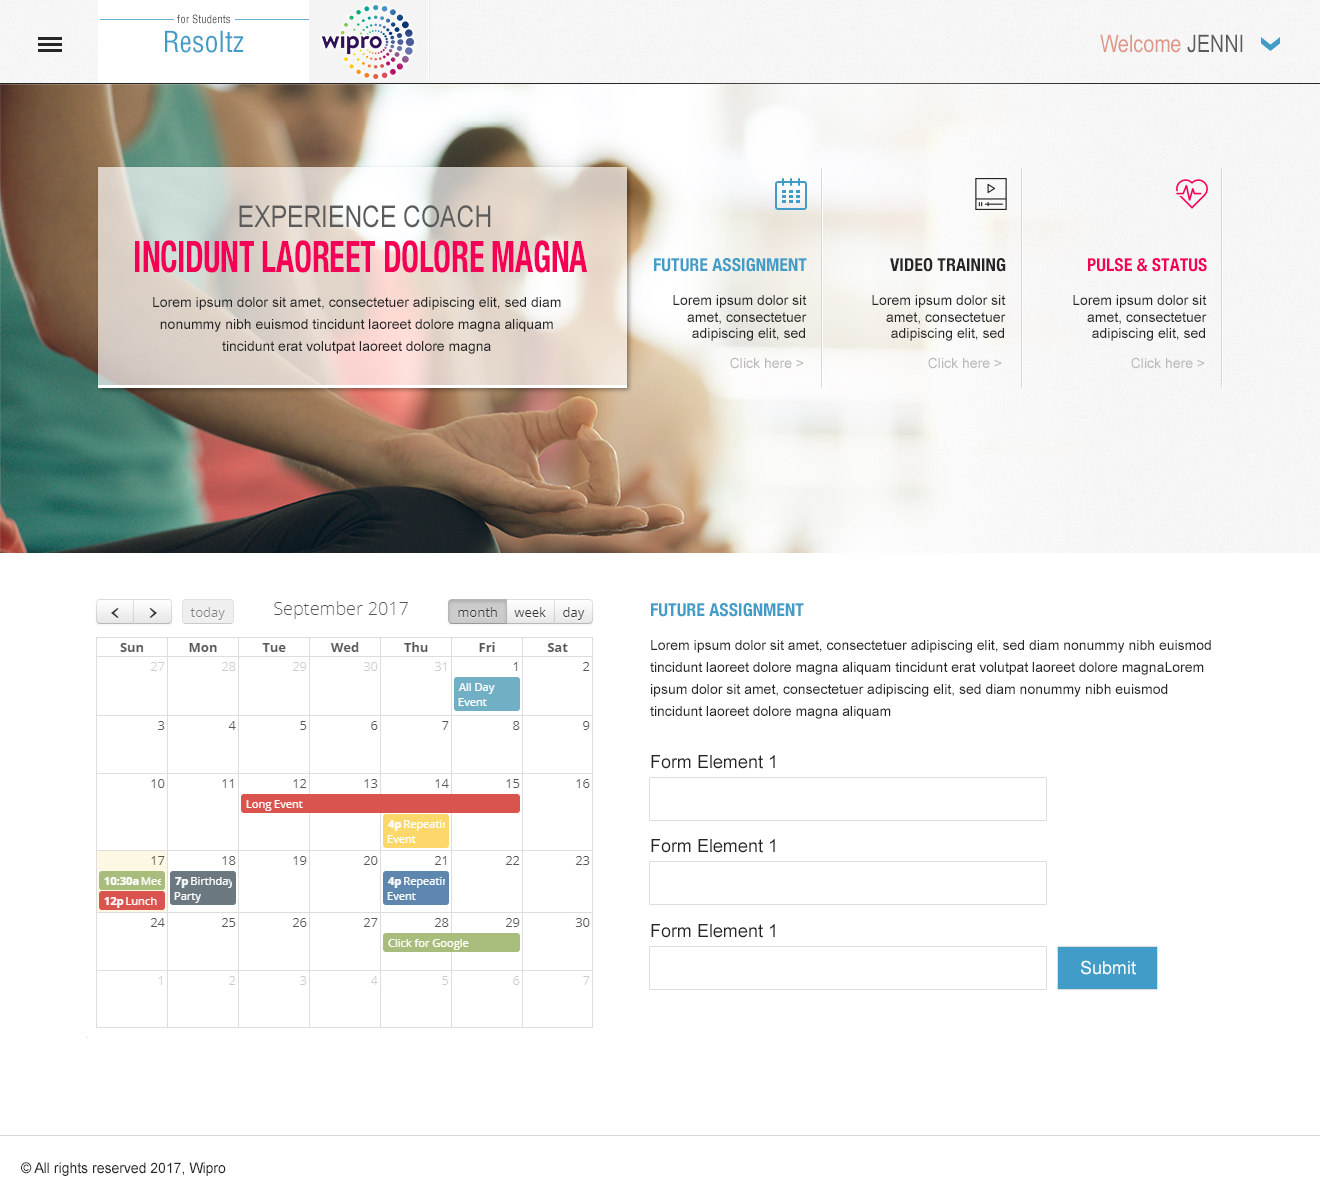 for Students
Resoltz
wipro
Welcome JENNI
EXPERIENCE COACH
INCIDUNT LAOREET DOLORE MAGNA
Lorem ipsum dolor sit amet, consectetuer adipiscing elit, sed diam
nonummy nibh euismod tincidunt laoreet dolore magna aliquam
tincidunt erat volutpat laoreet dolore magna
FUTURE ASSIGNMENT
Lorem ipsum dolor sit
amet, consectetuer
adipiscing elit, sed
Click here >
VIDEO TRAINING
Lorem ipsum dolor sit
amet, consectetuer
adipiscing elit, sed
Click here >
PULSE & STATUS
Lorem ipsum dolor sit
amet, consectetuer
adipiscing elit, sed
Click here >
today
September 2017
month week day
Sun Mon Tue Wed Thu Fri Sat
27 28 29 30 31 1 2
All Day
Event
3 4 5 6 7 8 9
10 11 12 13 14 15 16
Long Event
4p Repeatin
Event
17 18 19 20 21 22 23
10:30a Mee
12p Lunch
7p Birthday
Party
4p Repeatin
Event
24 25 26 27 28 29 30
Click for Google
1 2 3 4 5 6 7
FUTURE ASSIGNMENT
Lorem ipsum dolor sit amet, consectetuer adipiscing elit, sed diam nonummy nibh euismod
tincidunt laoreet dolore magna aliquam tincidunt erat volutpat laoreet dolore magnaLorem
ipsum dolor sit amet, consectetuer adipiscing elit, sed diam nonummy nibh euismod
tincidunt laoreet dolore magna aliquam
Form Element 1
Form Element 1
Form Element 1
Submit
© All rights reserved 2017, Wipro